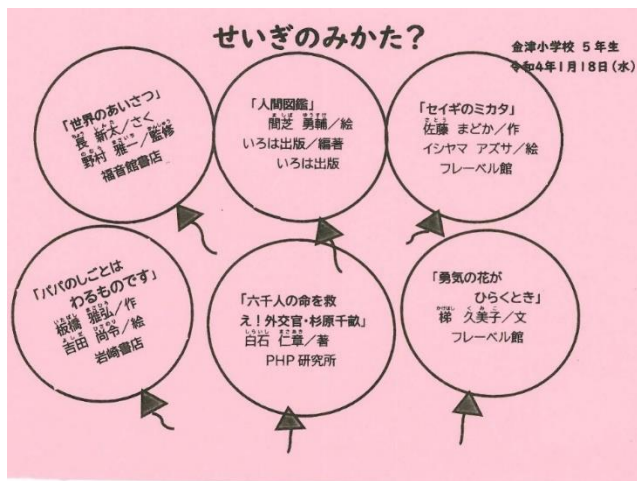 せいぎのみかた?
金津小学校 5年生
令和4年1月18日(水)
「世界のあいさつ」
長 新太/さく
野村 雅一/監修
福音館書店
「人間図鑑」
間芝 勇輔/絵
いろは出版/編著
いろは出版
「セイギのミカタ」
佐藤 まどか/作
イシヤマ アズサ/絵
フレーベル館
「パパのしごとは
わるものです」
板橋 雅弘/作
吉田 尚令/絵
岩崎書店
「六千人の命を救
え!外交官・杉原千畝」
白石 仁章/著
PHP研究所
「勇気の花が
ひらくとき」
梯 久美子/文
フレーベル館